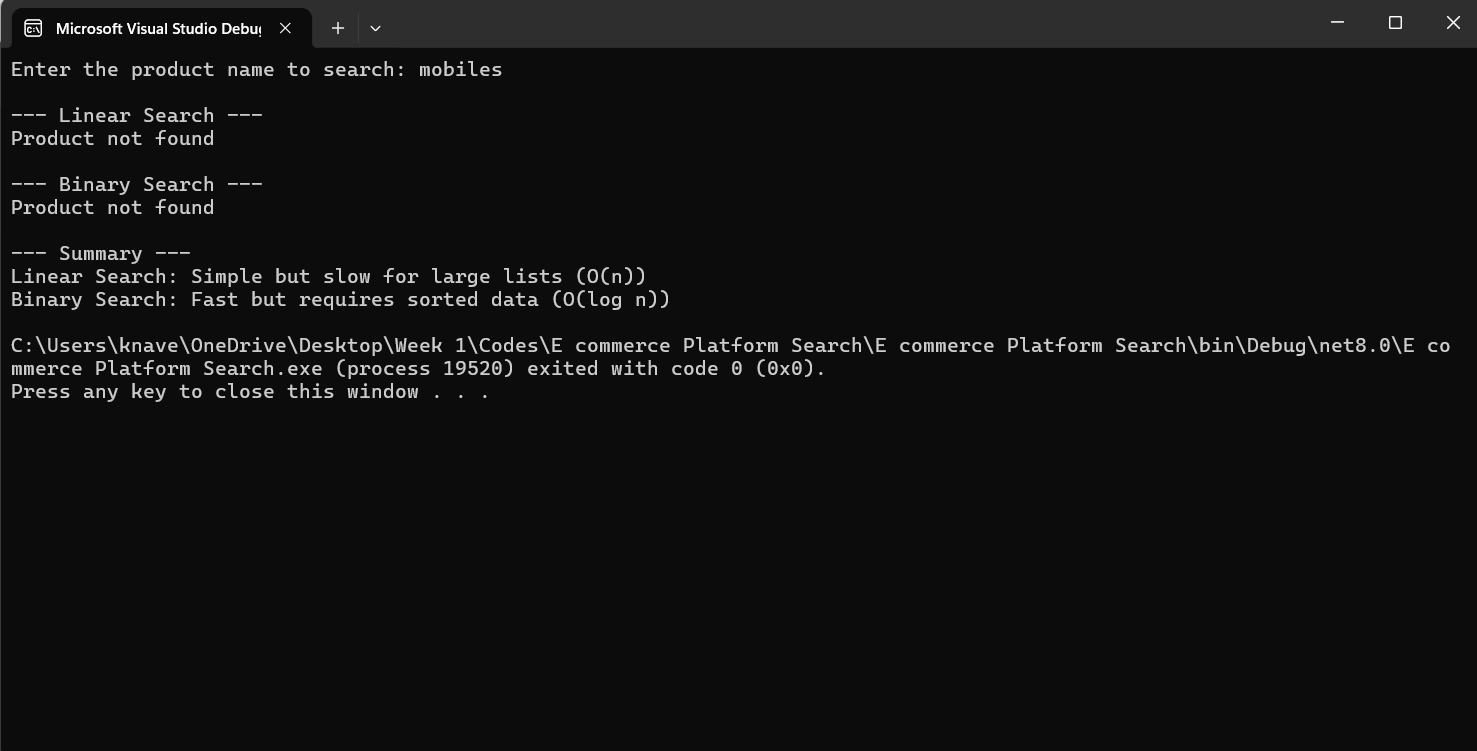 Microsoft Visual Studio Debug
Enter the product name to search: mobiles
--- Linear Search ---
Product not found
--- Binary Search ---
Product not found
--- Summary ---
Linear Search: Simple but slow for large lists (O(n))
Binary Search: Fast but requires sorted data (O(log n))
C:\Users\knave\OneDrive\Desktop\Week 1\Codes\E commerce Platform Search\E commerce Platform Search\bin\Debug\net8.0\E co
mmerce Platform Search.exe (process 19520) exited with code 0 (0x0).
Press any key to close this window . . .